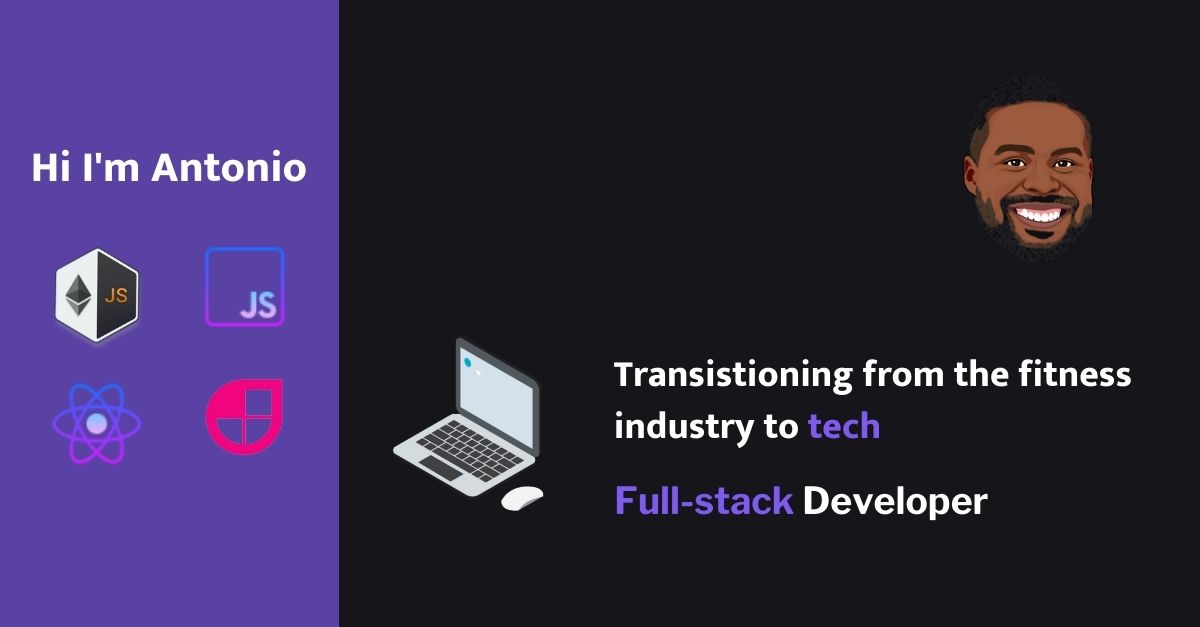 Hi I'm Antonio
JS
JS
Transistioning from the fitness
industry to tech
Full-stack Developer